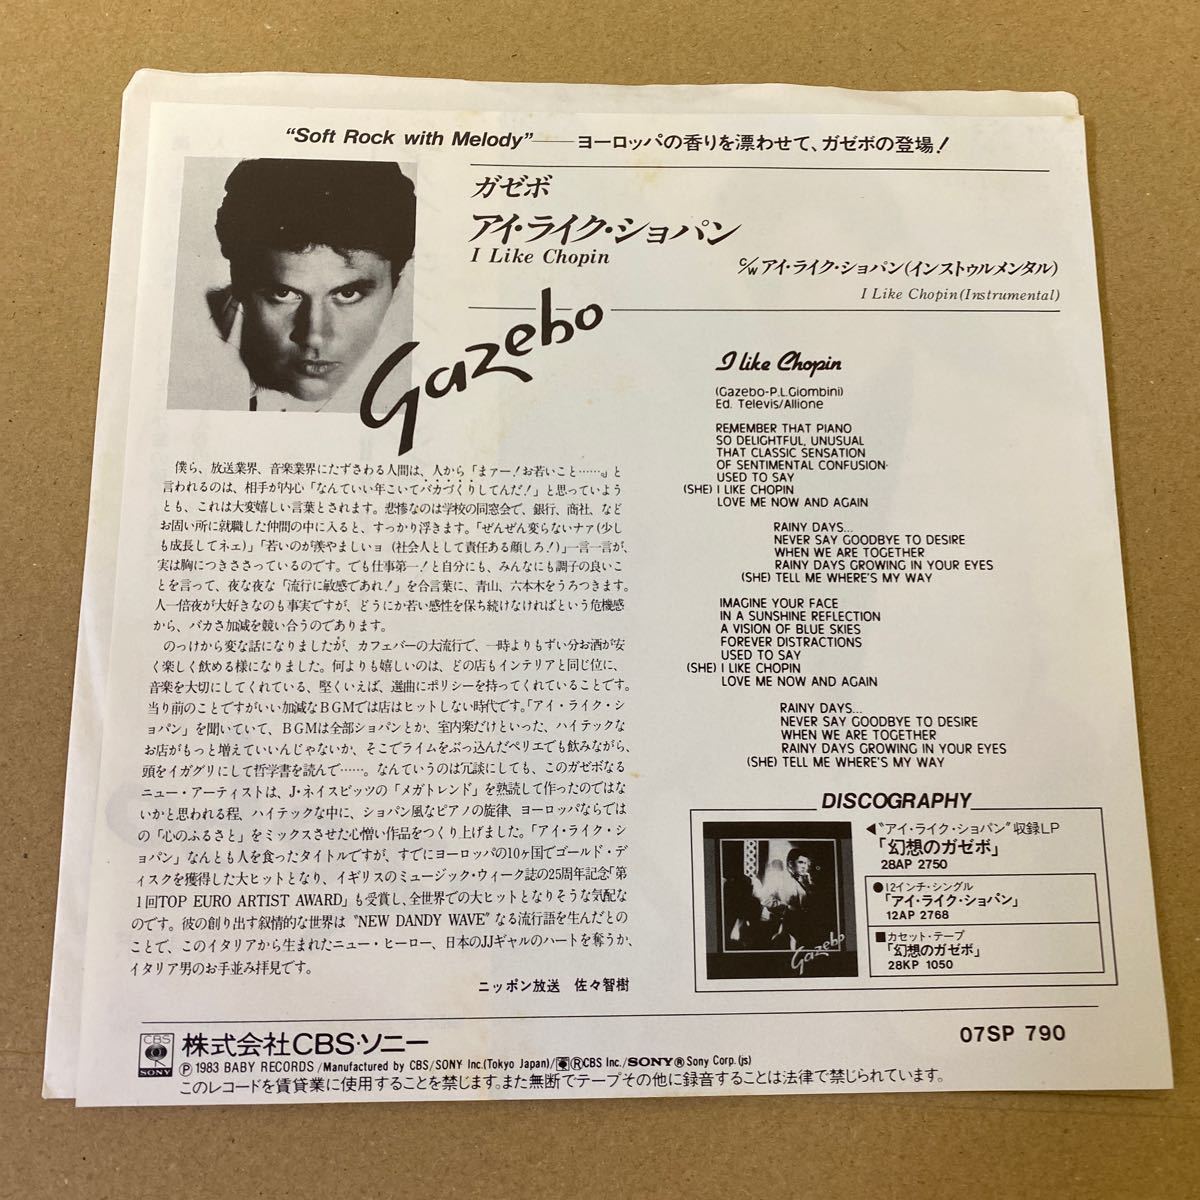 “Soft Rock with Melody”──ヨーロッパの香りを漂わせて、ガゼボの登場！
ガゼボ
アイ・ライク・ショパン
I Like Chopin
c/w アイ・ライク・ショパン(インストゥルメンタル)
I Like Chopin(Instrumental)
Gazebo
僕ら、放送業界、音楽業界にたずさわる人間は、人から「まァー！お若いこと……。」と
言われるのは、相手が内心「なんていい年こいてバカづくりしてんだ！」と思っていよう
とも、これは大変嬉しい言葉とされます。悲惨なのは学校の同窓会で、銀行、商社、など
お固い所に就職した仲間の中に入ると、すっかり浮きます。「ぜんぜん変らないナァ(少し
も成長してネェ)」「若いのが羨やましいョ(社会人として責任ある顔しろ！)」一言一言が、
実は胸につきささっているのです。でも仕事第一！と自分にも、みんなにも調子の良いこ
とを言って、夜な夜な「流行に敏感であれ！」を合言葉に、青山、六本木をうろつきます。
人一倍夜が大好きなのも事実ですが、どうにか若い感性を保ち続けなければという危機感
から、バカさ加減を競い合うのであります。
のっけから変な話になりましたが、カフェバーの大流行で、一時よりもずい分お酒が安
く楽しく飲める様になりました。何よりも嬉しいのは、どの店もインテリアと同じ位に、
音楽を大切にしてくれている、堅くいえば、選曲にポリシーを持ってくれていることです。
当り前のことですがいい加減なＢＧＭでは店はヒットしない時代です。「アイ・ライク・シ
ョパン」を聞いていて、ＢＧＭは全部ショパンとか、室内楽だけといった、ハイテックな
お店がもっと増えていいんじゃないか、そこでライムをぶっ込んだペリエでも飲みながら、
頭をイガグリにして哲学書を読んで……。なんていうのは冗談にしても、このガゼボなる
ニュー・アーティストは、J・ネイスビッツの「メガトレンド」を熟読して作ったのではな
いかと思われる程、ハイテックな中に、ショパン風なピアノの旋律、ヨーロッパならでは
の「心のふるさと」をミックスさせた心憎い作品をつくり上げました。「アイ・ライク・シ
ョパン」なんとも人を食ったタイトルですが、すでにヨーロッパの10ヶ国でゴールド・デ
ィスクを獲得した大ヒットとなり、イギリスのミュージック・ウィーク誌の25周年記念「第
1回TOP EURO ARTIST AWARD」も受賞し、全世界での大ヒットとなりそうな気配な
のです。彼の創り出す叙情的な世界は〝NEW DANDY WAVE〟なる流行語を生んだとの
ことで、このイタリアから生まれたニュー・ヒーロー、日本のJJギャルのハートを奪うか、
イタリア男のお手並み拝見です。
ニッポン放送　佐々智樹
I like Chopin
(Gazebo-P.L.Giombini)
Ed. Televis/Allione
REMEMBER THAT PIANO
SO DELIGHTFUL, UNUSUAL
THAT CLASSIC SENSATION
OF SENTIMENTAL CONFUSION
USED TO SAY
(SHE) I LIKE CHOPIN
LOVE ME NOW AND AGAIN
RAINY DAYS...
NEVER SAY GOODBYE TO DESIRE
WHEN WE ARE TOGETHER
RAINY DAYS GROWING IN YOUR EYES
(SHE) TELL ME WHERE'S MY WAY
IMAGINE YOUR FACE
IN A SUNSHINE REFLECTION
A VISION OF BLUE SKIES
FOREVER DISTRACTIONS
USED TO SAY
(SHE) I LIKE CHOPIN
LOVE ME NOW AND AGAIN
RAINY DAYS...
NEVER SAY GOODBYE TO DESIRE
WHEN WE ARE TOGETHER
RAINY DAYS GROWING IN YOUR EYES
(SHE) TELL ME WHERE'S MY WAY
DISCOGRAPHY
◀〝アイ・ライク・ショパン〟収録LP
「幻想のガゼボ」
28AP 2750
●12インチ・シングル
「アイ・ライク・ショパン」
12AP 2768
■カセット・テープ
「幻想のガゼボ」
28KP 1050
Gazebo
CBS
SONY
株式会社CBS・ソニー
07SP 790
Ⓟ 1983 BABY RECORDS /Manufactured by CBS/SONY Inc.(Tokyo Japan)/®CBS Inc./SONY® Sony Corp.(js)
このレコードを賃貸業に使用することを禁じます。また無断でテープその他に録音することは法律で禁じられています。